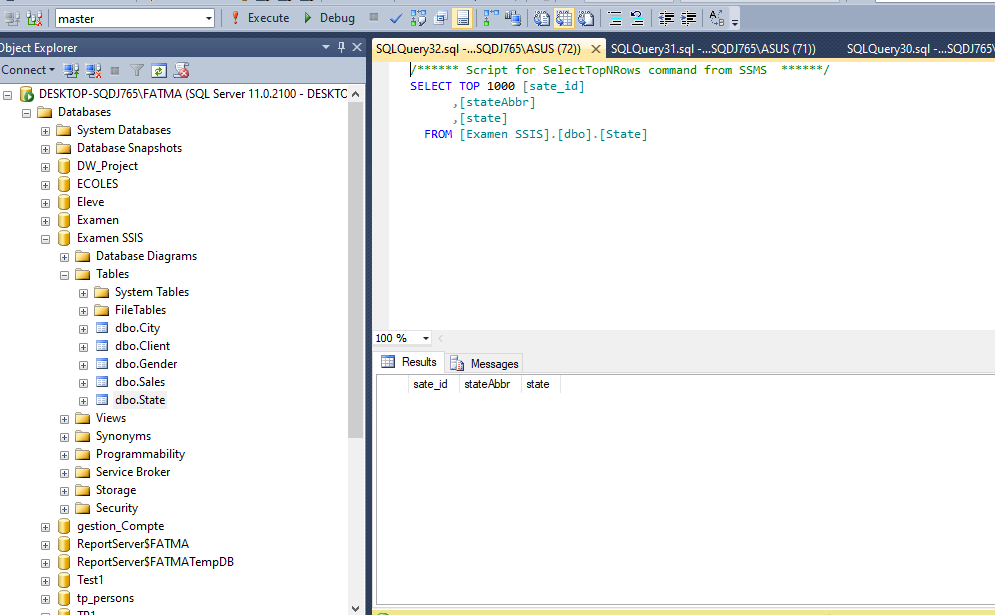 master
Execute
Debug
Object Explorer
Connect
DESKTOP-SQDJ765\FATMA (SQL Server 11.0.2100 - DESKTC
Databases
System Databases
Database Snapshots
DW_Project
ECOLES
Eleve
Examen
Examen SSIS
Database Diagrams
Tables
System Tables
FileTables
dbo.City
dbo.Client
dbo.Gender
dbo.Sales
dbo.State
Views
Synonyms
Programmability
Service Broker
Storage
Security
gestion_Compte
ReportServer$FATMA
ReportServer$FATMATempDB
Test1
tp_persons
TP1
SQLQuery32.sql -...SQDJ765\ASUS (72))
SQLQuery31.sql -...SQDJ765\ASUS (71))
SQLQuery30.sql -...SQDJ765\
/****** Script for SelectTopNRows command from SSMS ******/
SELECT TOP 1000 [sate_id]
,[stateAbbr]
,[state]
FROM [Examen SSIS].[dbo].[State]
100 %
Results Messages
sate_id stateAbbr state